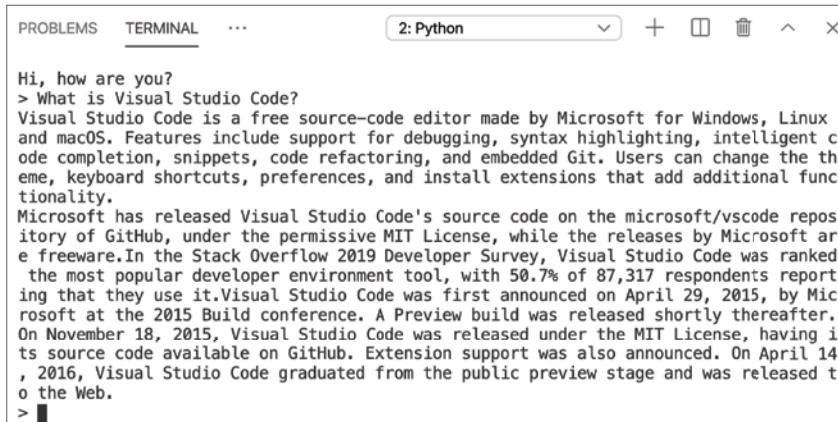 PROBLEMS TERMINAL ... 2: Python
Hi, how are you?
> What is Visual Studio Code?
Visual Studio Code is a free source-code editor made by Microsoft for Windows, Linux
and macOS. Features include support for debugging, syntax highlighting, intelligent c
ode completion, snippets, code refactoring, and embedded Git. Users can change the th
eme, keyboard shortcuts, preferences, and install extensions that add additional func
tionality.
Microsoft has released Visual Studio Code's source code on the microsoft/vscode repos
itory of GitHub, under the permissive MIT License, while the releases by Microsoft ar
e freeware.In the Stack Overflow 2019 Developer Survey, Visual Studio Code was ranked
 the most popular developer environment tool, with 50.7% of 87,317 respondents report
ing that they use it.Visual Studio Code was first announced on April 29, 2015, by Mic
rosoft at the 2015 Build conference. A Preview build was released shortly thereafter.
On November 18, 2015, Visual Studio Code was released under the MIT License, having i
ts source code available on GitHub. Extension support was also announced. On April 14
, 2016, Visual Studio Code graduated from the public preview stage and was released t
o the Web.
>